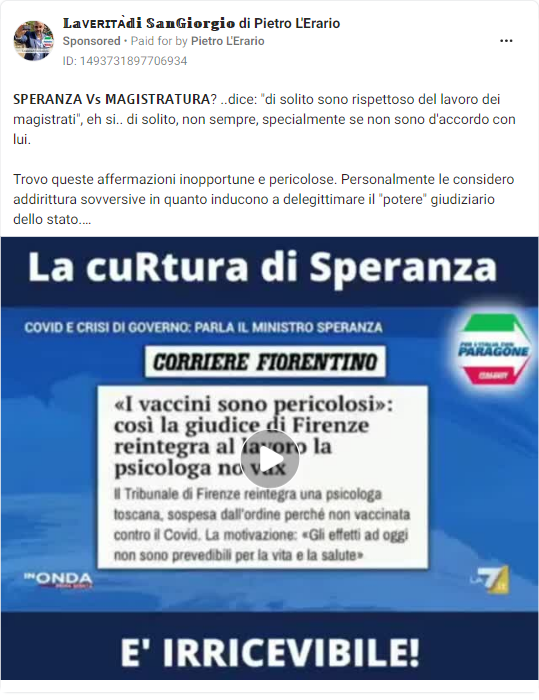 LaVERITÀdi SanGiorgio di Pietro L'Erario
Sponsored • Paid for by Pietro L'Erario
ID: 1493731897706934
SPERANZA Vs MAGISTRATURA? ..dice: "di solito sono rispettoso del lavoro dei
magistrati", eh si.. di solito, non sempre, specialmente se non sono d'accordo con
lui.
Trovo queste affermazioni inopportune e pericolose. Personalmente le considero
addirittura sovversive in quanto inducono a delegittimare il "potere" giudiziario
dello stato....
La cuRtura di Speranza
COVID E CRISI DI GOVERNO: PARLA IL MINISTRO SPERANZA
PER L'ITALIA CON
PARAGONE
ITALEXIT
CORRIERE FIORENTINO
«I vaccini sono pericolosi»:
così la giudice di Firenze
reintegra al lavoro la
psicologa no vax
Il Tribunale di Firenze reintegra una psicologa
toscana, sospesa dall'ordine perché non vaccinata
contro il Covid. La motivazione: «Gli effetti ad oggi
non sono prevedibili per la vita e la salute»
INONDA
LA7
E' IRRICEVIBILE!